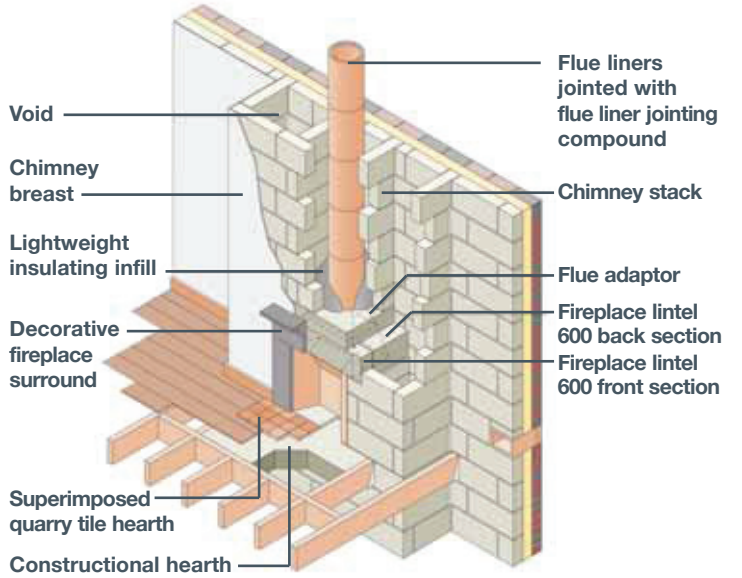 Void
Chimney
breast
Lightweight
insulating infill
Decorative
fireplace
surround
Superimposed
quarry tile hearth
Constructional hearth
Flue liners
jointed with
flue liner jointing
compound
Chimney stack
Flue adaptor
Fireplace lintel
600 back section
Fireplace lintel
600 front section